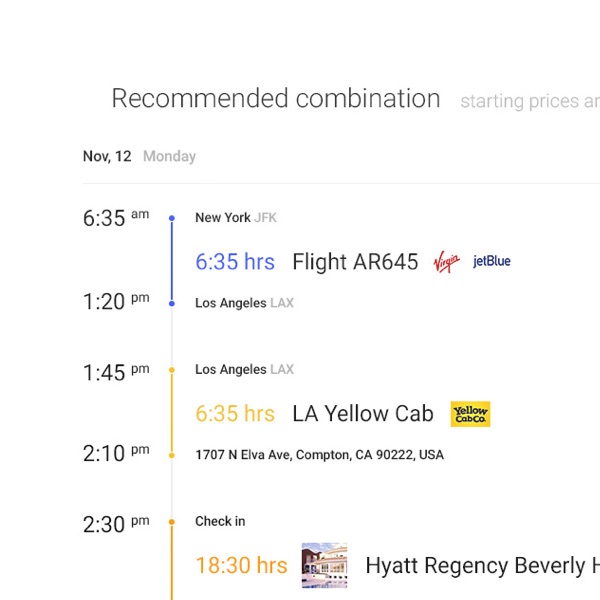 Recommended combination starting prices
Nov, 12 Monday
6:35 am New York JFK
6:35 hrs Flight AR645 Virgin jetBlue
1:20 pm Los Angeles LAX
1:45 pm Los Angeles LAX
6:35 hrs LA Yellow Cab Yellow CabCo.
2:10 pm 1707 N Elva Ave, Compton, CA 90222, USA
2:30 pm Check in
18:30 hrs Hyatt Regency Beverly